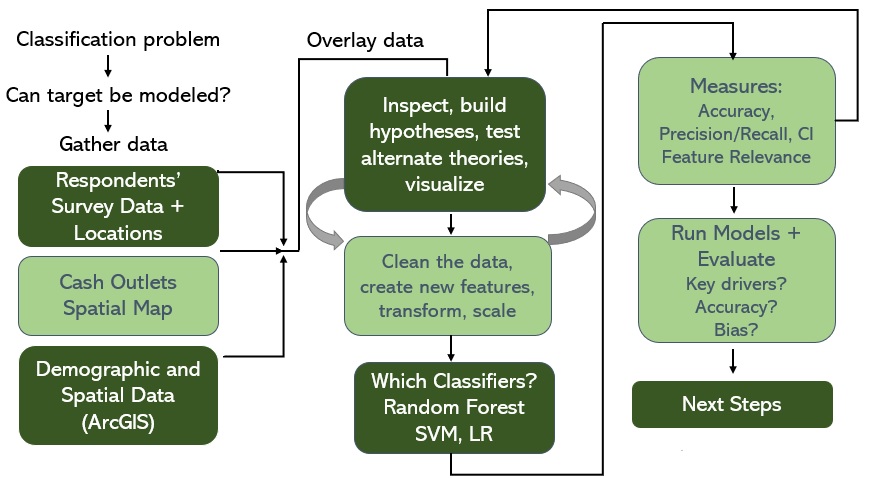 Classification problem
Can target be modeled?
Gather data
Respondents'
Survey Data +
Locations
Cash Outlets
Spatial Map
Demographic and
Spatial Data
(ArcGIS)
Overlay data
Inspect, build
hypotheses, test
alternate theories,
visualize
Clean the data,
create new features,
transform, scale
Which Classifiers?
Random Forest
SVM, LR
Measures:
Accuracy,
Precision/Recall, CI
Feature Relevance
Run Models +
Evaluate
Key drivers?
Accuracy?
Bias?
Next Steps